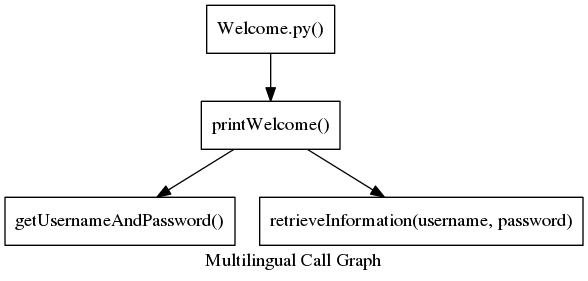 Welcome.py()
printWelcome()
getUsernameAndPassword()
retrieveInformation(username, password)
Multilingual Call Graph